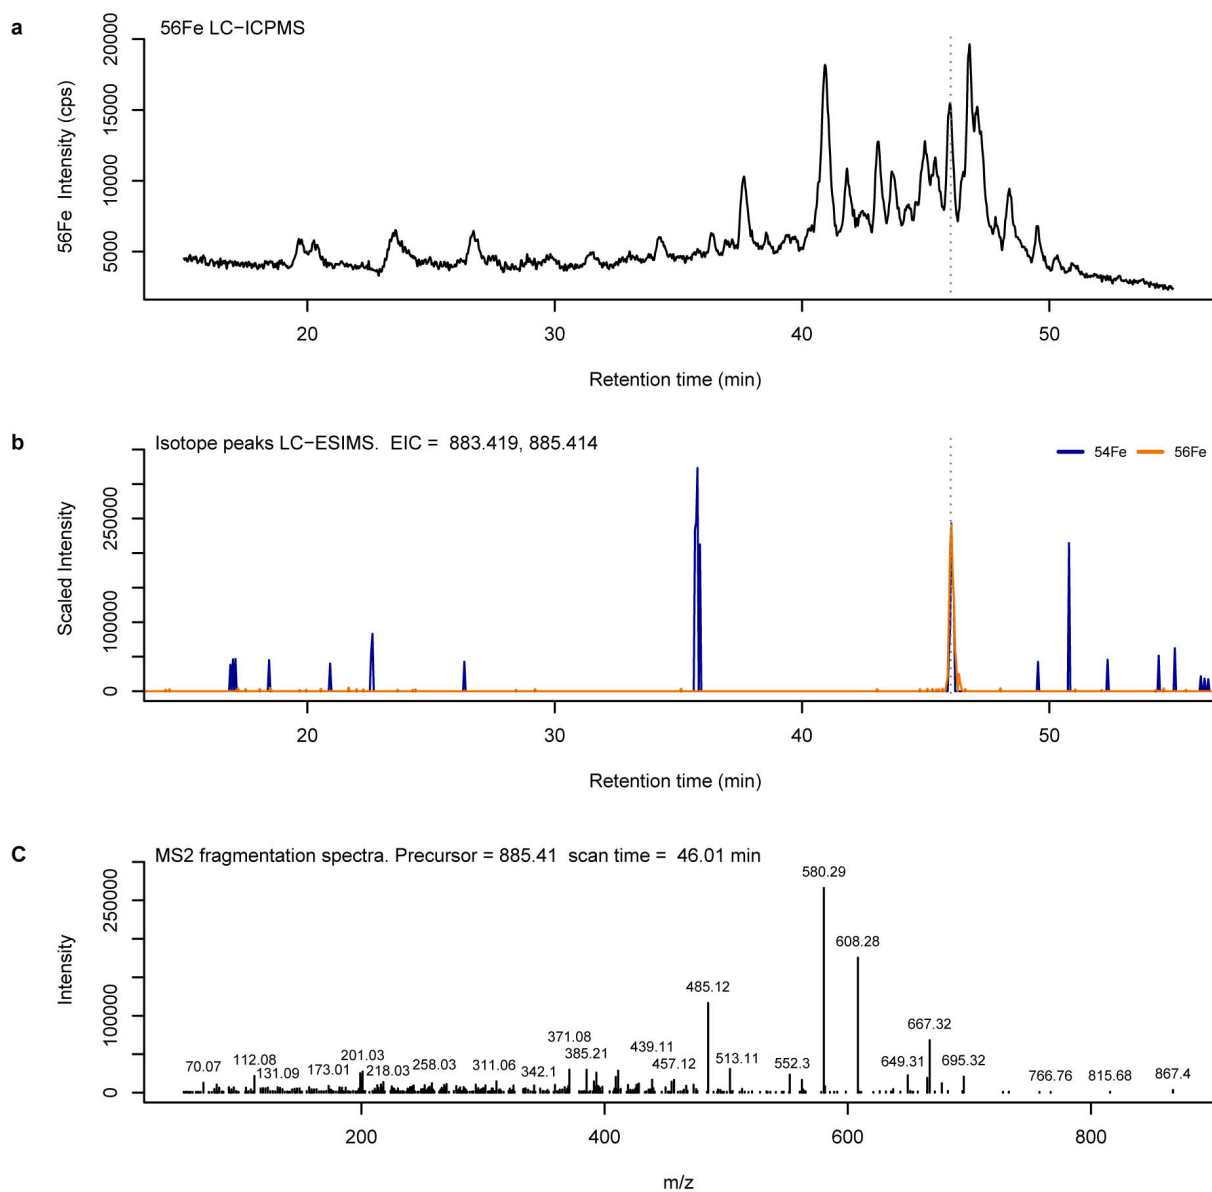 a
56Fe LC−ICPMS
56Fe Intensity (cps)
20000
15000
10000
5000
20 30 40 50
Retention time (min)
b
Isotope peaks LC−ESIMS. EIC = 883.419, 885.414
54Fe 56Fe
Scaled Intensity
250000
100000
0
20 30 40 50
Retention time (min)
C
MS2 fragmentation spectra. Precursor = 885.41 scan time = 46.01 min
Intensity
250000
100000
0
580.29
608.28
485.12
667.32
371.08
439.11
385.21
201.03
112.08
258.03
311.06
457.12
513.11
552.3
649.31
695.32
70.07
131.09
173.01
218.03
342.1
766.76
815.68
867.4
200 400 600 800
m/z